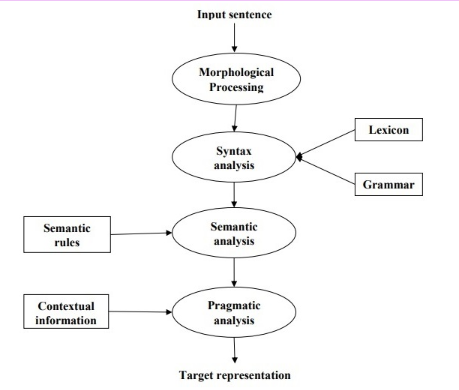 Input sentence
Morphological
Processing
Lexicon
Syntax
analysis
Grammar
Semantic
rules
Semantic
analysis
Contextual
information
Pragmatic
analysis
Target representation